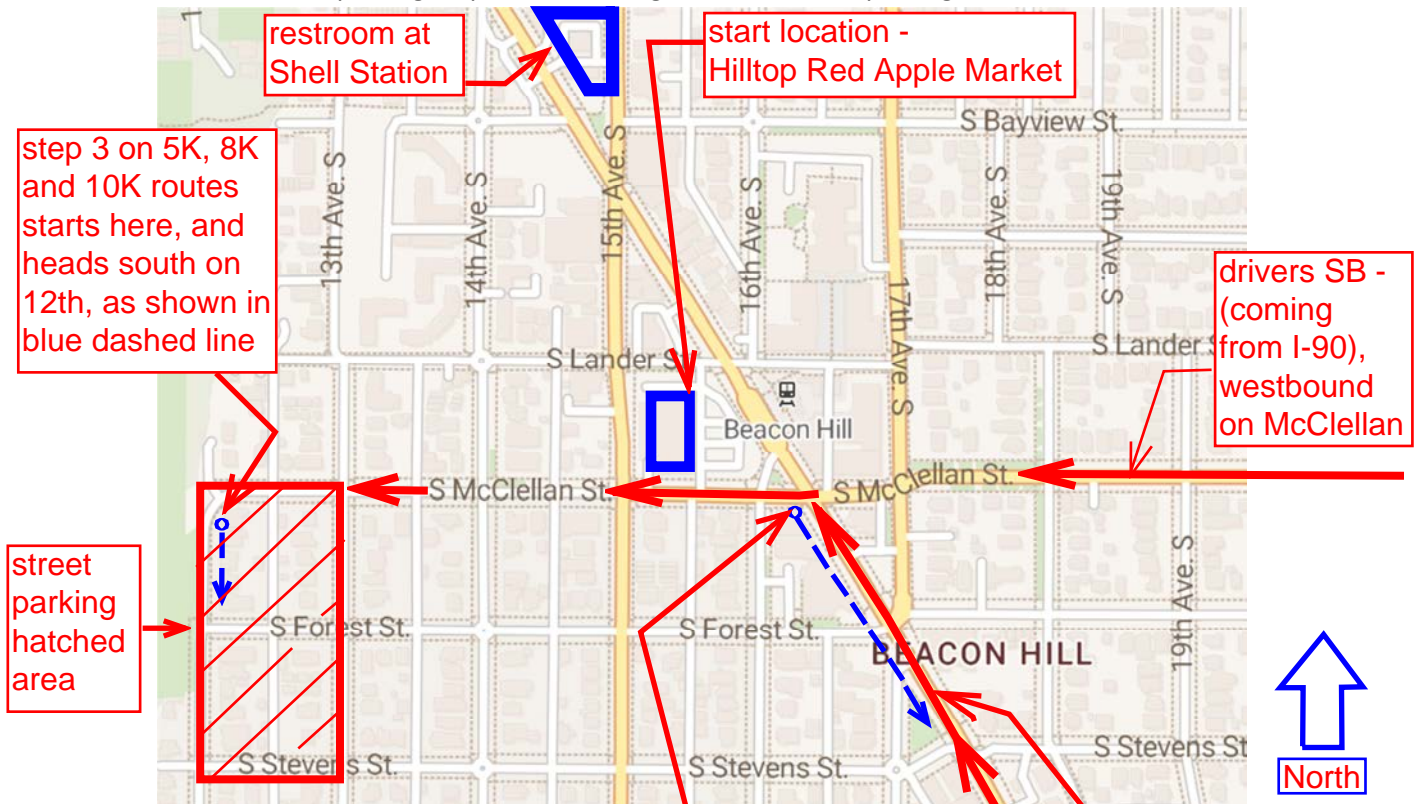 restroom at
Shell Station
start location -
Hilltop Red Apple Market
step 3 on 5K, 8K
and 10K routes
starts here, and
heads south on
12th, as shown in
blue dashed line
S Bayview St.
13th Ave. S
14th Ave. S
15th Ave. S
16th Ave. S
17th Ave. S
18th Ave. S
19th Ave. S
drivers SB -
(coming
from I-90),
westbound
on McClellan
S Lander St.
S Lander S
Beacon Hill
S McClellan St.
S McClellan St.
street
parking
hatched
area
S Forest St.
S Forest St.
BEACON HILL
19th Ave. S
S Stevens St.
S Stevens St.
S Stevens St
North